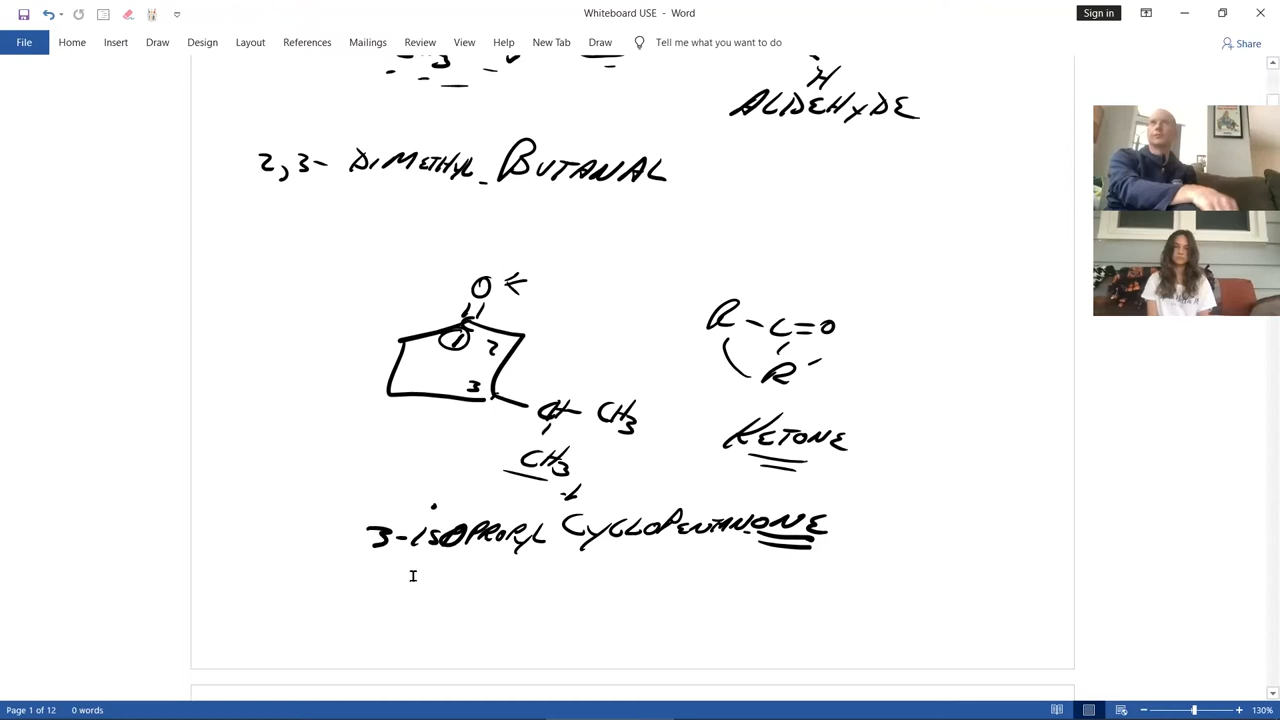 Whiteboard USE - Word
Sign in
File Home Insert Draw Design Layout References Mailings Review View Help New Tab Draw Tell me what you want to do
Share
H
ALDEHYDE
2,3- DIMETHYL BUTANAL
O
1 2
3
CH - CH3
CH3
R - C = O
R'
KETONE
3-ISOPROPYL CYCLOPENTANONE
Page 1 of 12 0 words
130%